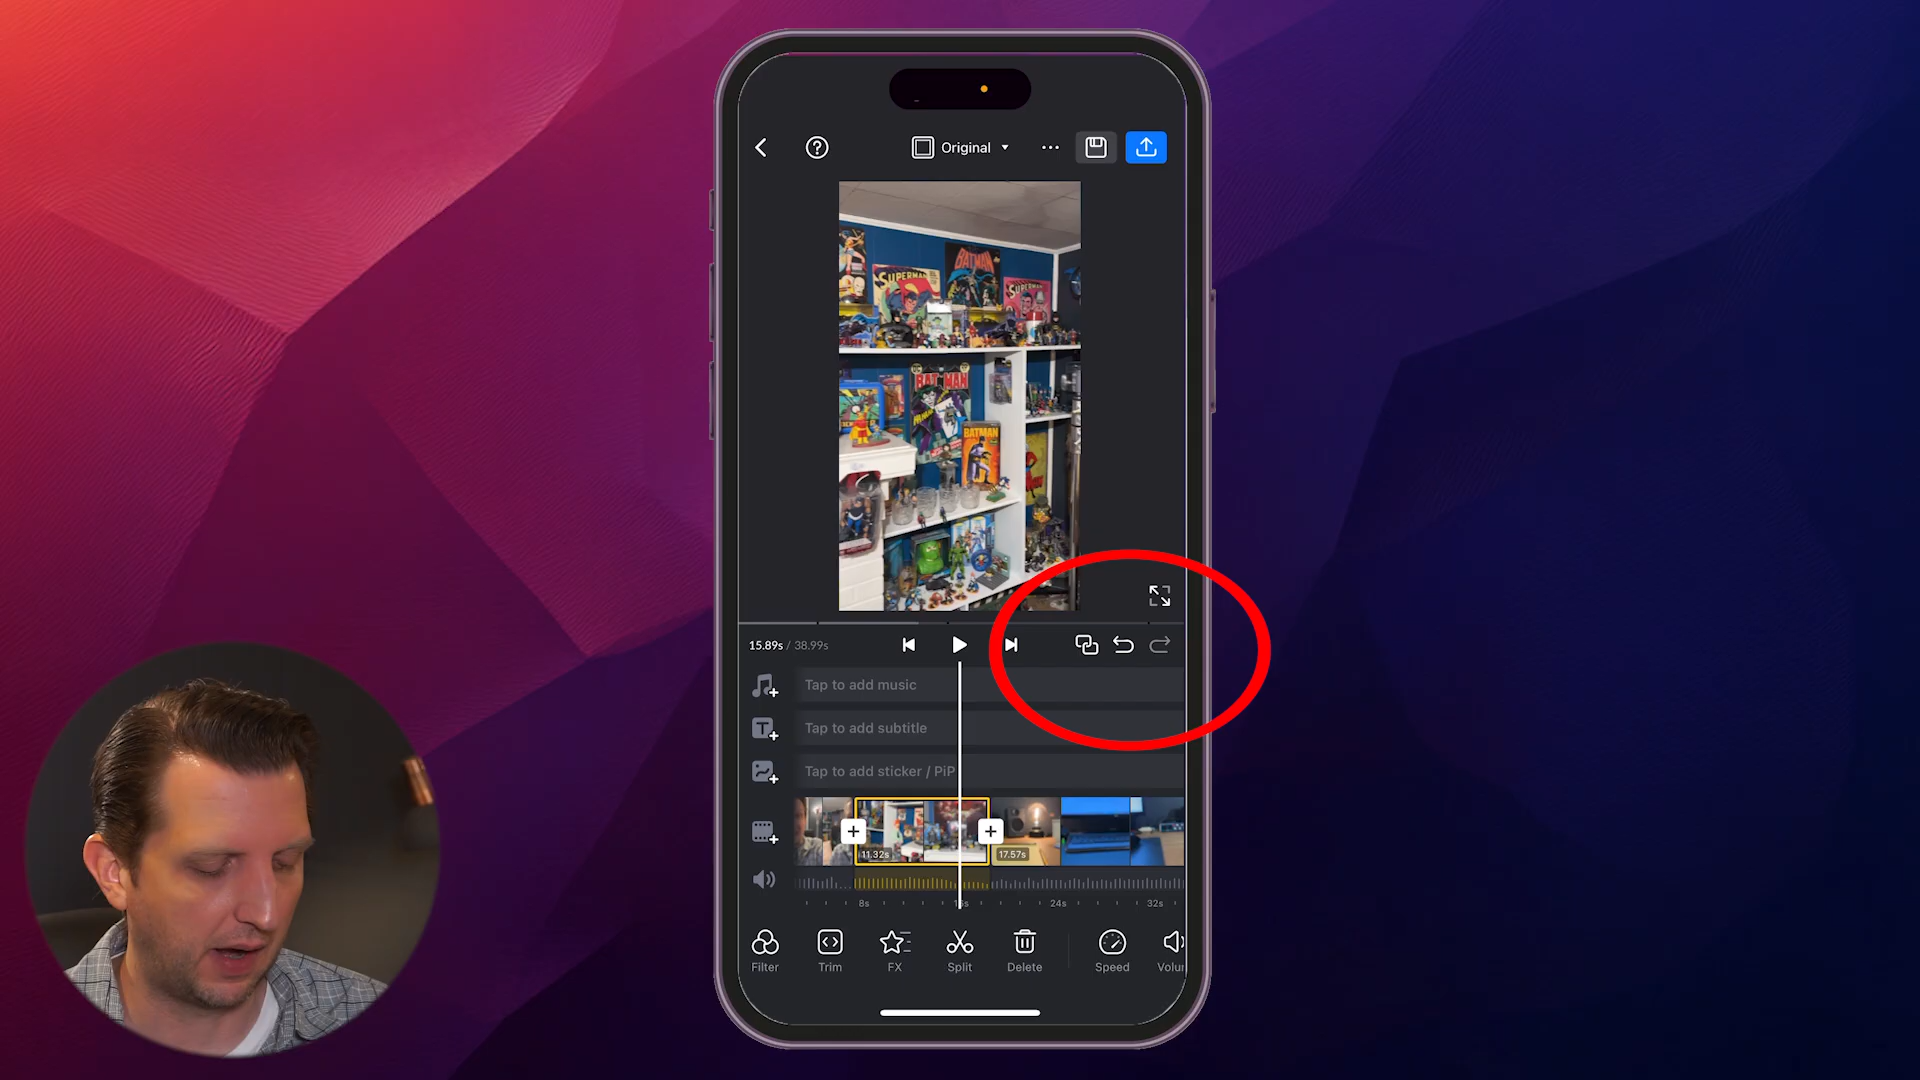 Original
SUPERMAN
BATMAN
SUPERMAN
BATMAN
BATMAN
15.89s / 38.99s
Tap to add music
Tap to add subtitle
Tap to add sticker / PiP
11.32s
17.57s
8s
24s
32s
Filter
Trim
FX
Split
Delete
Speed
Volu